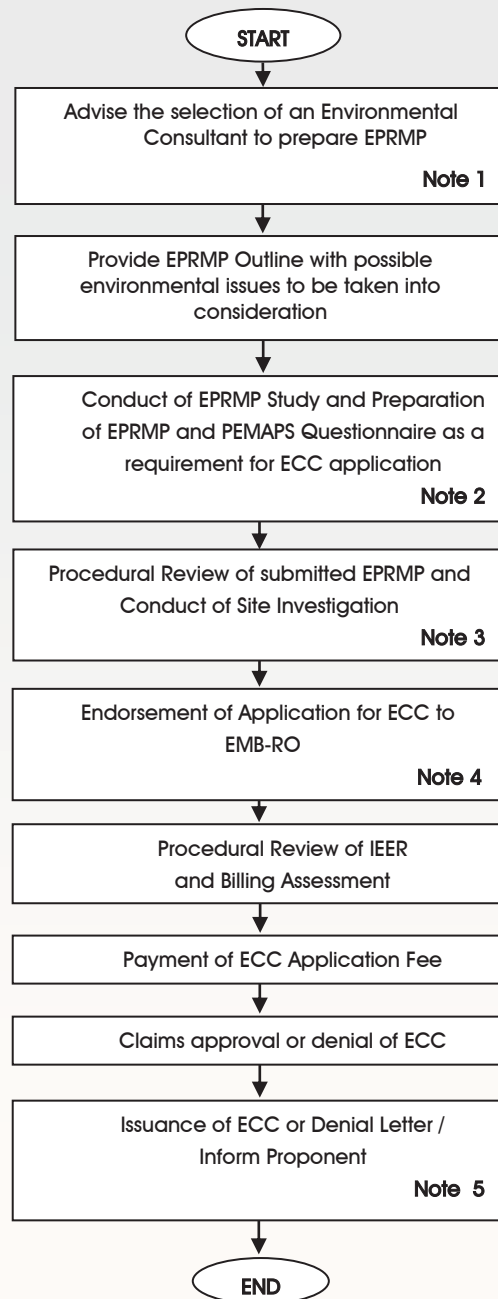 START
Advise the selection of an Environmental
Consultant to prepare EPRMP
Note 1
Provide EPRMP Outline with possible
environmental issues to be taken into
consideration
Conduct of EPRMP Study and Preparation
of EPRMP and PEMAPS Questionnaire as a
requirement for ECC application
Note 2
Procedural Review of submitted EPRMP and
Conduct of Site Investigation
Note 3
Endorsement of Application for ECC to
EMB-RO
Note 4
Procedural Review of IEER
and Billing Assessment
Payment of ECC Application Fee
Claims approval or denial of ECC
Issuance of ECC or Denial Letter /
Inform Proponent
Note 5
END